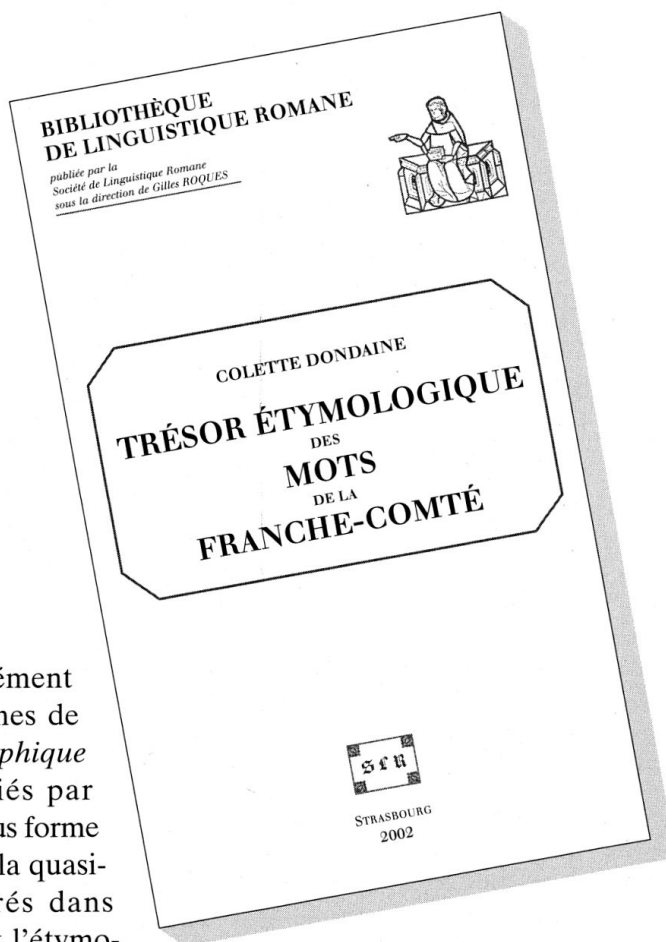 BIBLIOTHÈQUE
DE LINGUISTIQUE ROMANE
publiée par la
Société de Linguistique Romane
sous la direction de Gilles ROQUES
COLETTE DONDAINE
TRÉSOR ÉTYMOLOGIQUE
DES
MOTS
DE LA
FRANCHE-COMTÉ
SLR
STRASBOURG
2002
ément
nes de
phique
iés par
us forme
la quasi-
rés dans
l'étymo-